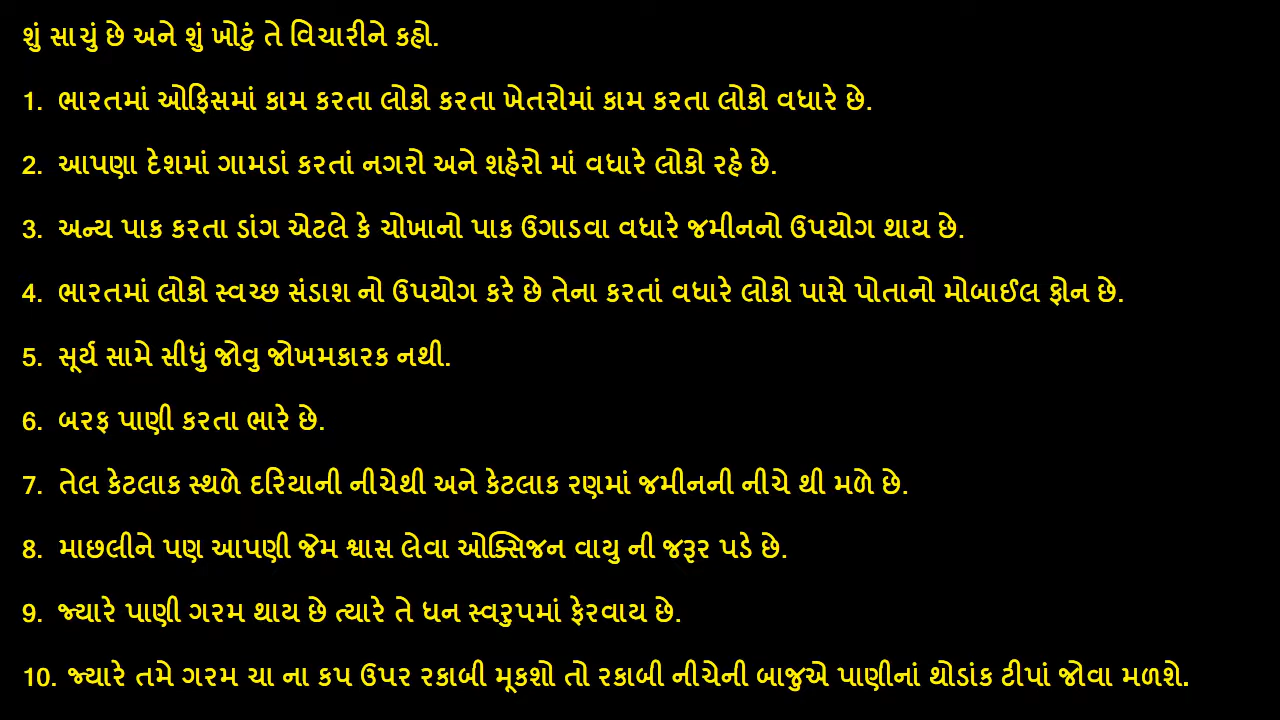 શું સાચું છે અને શું ખોટું તે વિચારીને કહો.
1. ભારતમાં ઓફિસમાં કામ કરતા લોકો કરતા ખેતરોમાં કામ કરતા લોકો વધારે છે.
2. આપણા દેશમાં ગામડાં કરતાં નગરો અને શહેરો માં વધારે લોકો રહે છે.
3. અન્ય પાક કરતા ડાંગ એટલે કે ચોખાનો પાક ઉગાડવા વધારે જમીનનો ઉપયોગ થાય છે.
4. ભારતમાં લોકો સ્વચ્છ સંડાશ નો ઉપયોગ કરે છે તેના કરતાં વધારે લોકો પાસે પોતાનો મોબાઈલ ફોન છે.
5. સૂર્ય સામે સીધું જોવુ જોખમકારક નથી.
6. બરફ પાણી કરતા ભારે છે.
7. તેલ કેટલાક સ્થળે દરિયાની નીચેથી અને કેટલાક રણમાં જમીનની નીચે થી મળે છે.
8. માછલીને પણ આપણી જેમ શ્વાસ લેવા ઓક્સિજન વાયુ ની જરૂર પડે છે.
9. જ્યારે પાણી ગરમ થાય છે ત્યારે તે ધન સ્વરુપમાં ફેરવાય છે.
10. જ્યારે તમે ગરમ ચા ના કપ ઉપર રકાબી મૂકશો તો રકાબી નીચેની બાજુએ પાણીનાં થોડાંક ટીપાં જોવા મળશે.